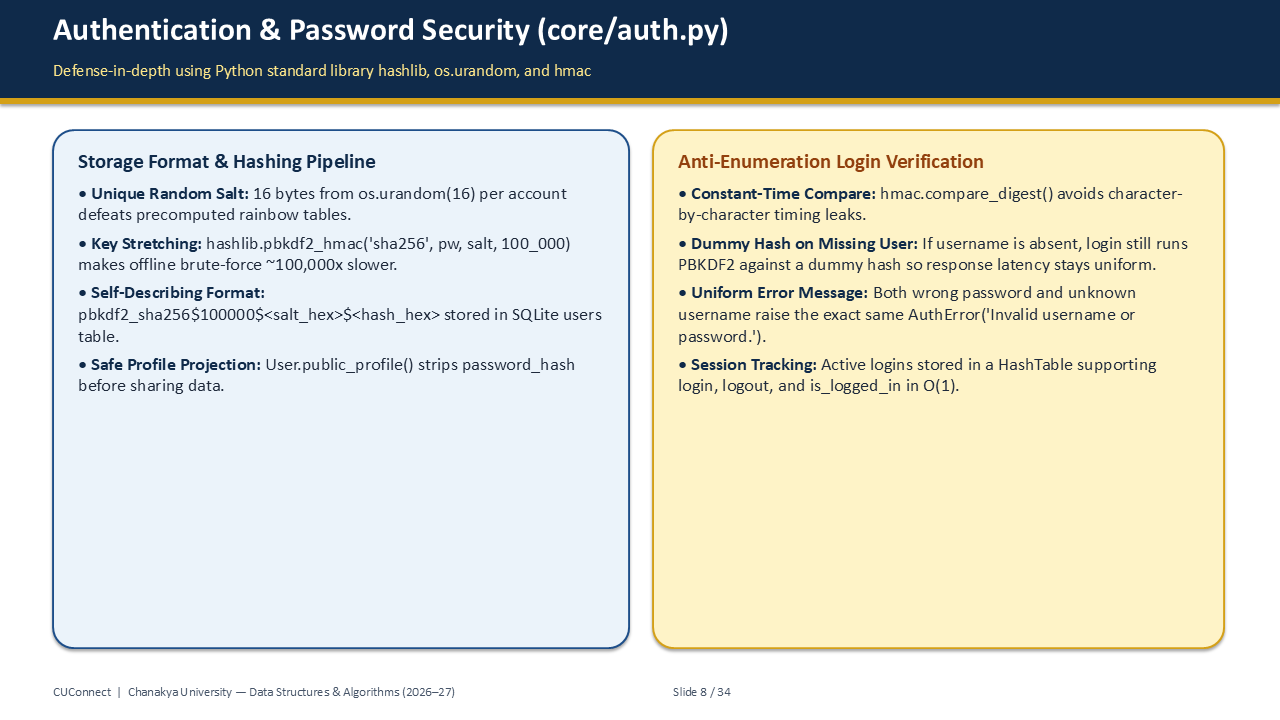 Authentication & Password Security (core/auth.py)
Defense-in-depth using Python standard library hashlib, os.urandom, and hmac
Storage Format & Hashing Pipeline
• Unique Random Salt: 16 bytes from os.urandom(16) per account
defeats precomputed rainbow tables.
• Key Stretching: hashlib.pbkdf2_hmac('sha256', pw, salt, 100_000)
makes offline brute-force ~100,000x slower.
• Self-Describing Format:
pbkdf2_sha256$100000$<salt_hex>$<hash_hex> stored in SQLite users
table.
• Safe Profile Projection: User.public_profile() strips password_hash
before sharing data.
Anti-Enumeration Login Verification
• Constant-Time Compare: hmac.compare_digest() avoids character-
by-character timing leaks.
• Dummy Hash on Missing User: If username is absent, login still runs
PBKDF2 against a dummy hash so response latency stays uniform.
• Uniform Error Message: Both wrong password and unknown
username raise the exact same AuthError('Invalid username or
password.').
• Session Tracking: Active logins stored in a HashTable supporting
login, logout, and is_logged_in in O(1).
CUConnect | Chanakya University — Data Structures & Algorithms (2026–27)
Slide 8 / 34